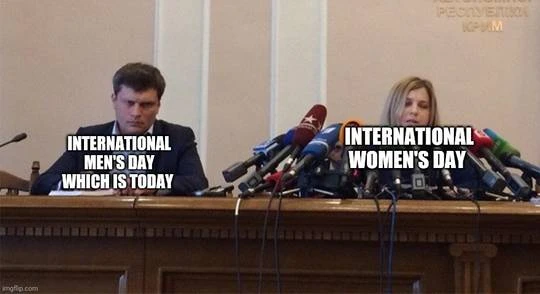 РЕСПУБЛИКИ
КРЫМ
INTERNATIONAL
MEN'S DAY
WHICH IS TODAY
INTERNATIONAL
WOMEN'S DAY
imgflip.com